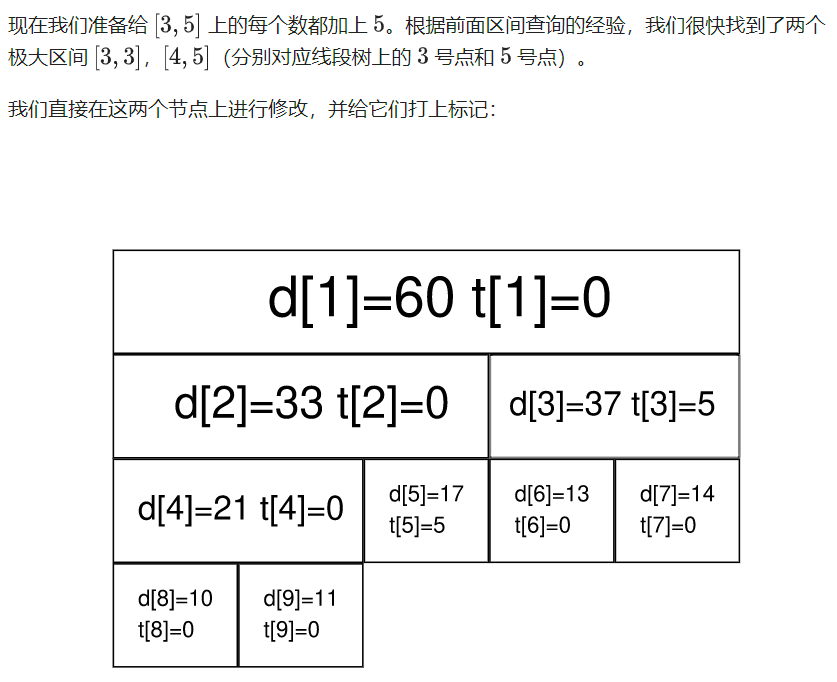 现在我们准备给 [3, 5] 上的每个数都加上 5。根据前面区间查询的经验，我们很快找到了两个
极大区间 [3, 3]，[4, 5]（分别对应线段树上的 3 号点和 5 号点）。
我们直接在这两个节点上进行修改，并给它们打上标记：
d[1]=60 t[1]=0
d[2]=33 t[2]=0
d[3]=37 t[3]=5
d[4]=21 t[4]=0
d[5]=17
t[5]=5
d[6]=13
t[6]=0
d[7]=14
t[7]=0
d[8]=10
t[8]=0
d[9]=11
t[9]=0